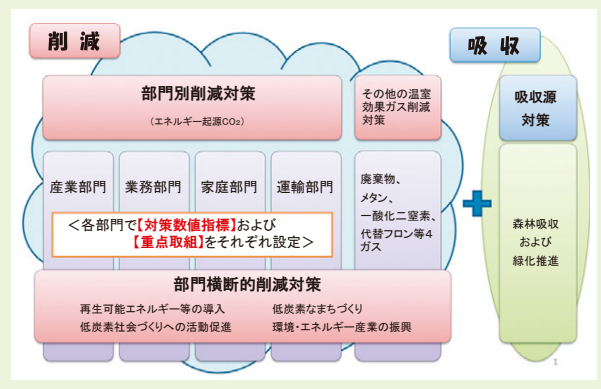 削 減
吸 収
部門別削減対策
(エネルギー起源CO₂)
その他の温室
効果ガス削減
対策
吸収源
対策
産業部門
業務部門
家庭部門
運輸部門
廃棄物、
メタン、
一酸化二窒素、
代替フロン等4
ガス
<各部門で【対策数値指標】および
【重点取組】をそれぞれ設定>
森林吸収
および
緑化推進
部門横断的削減対策
再生可能エネルギー等の導入
低炭素なまちづくり
低炭素社会づくりへの活動促進
環境・エネルギー産業の振興
1